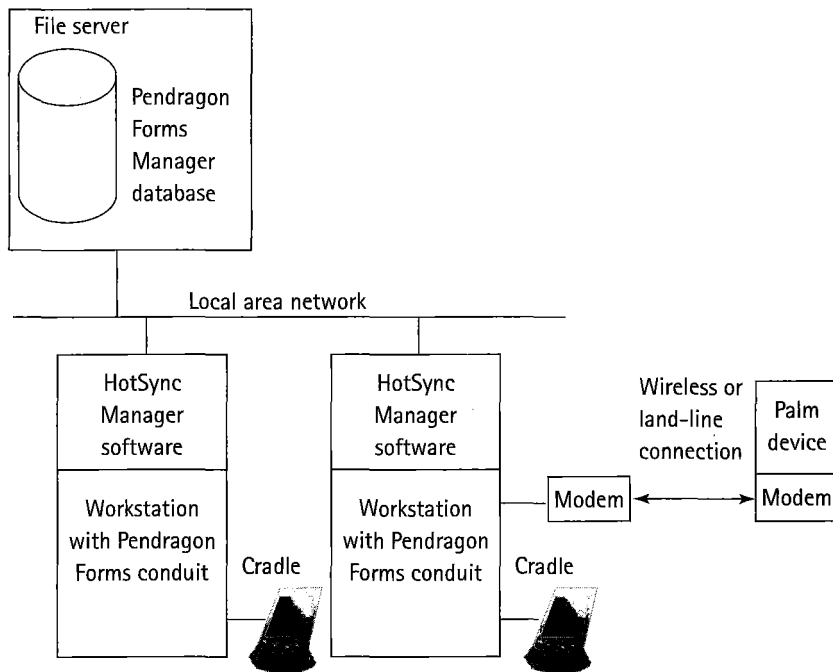 File server
Pendragon
Forms
Manager
database
Local area network
HotSync
Manager
software
Workstation
with Pendragon
Forms conduit
Cradle
HotSync
Manager
software
Workstation
with Pendragon
Forms conduit
Cradle
Modem
Wireless or
land-line
connection
Palm
device
Modem